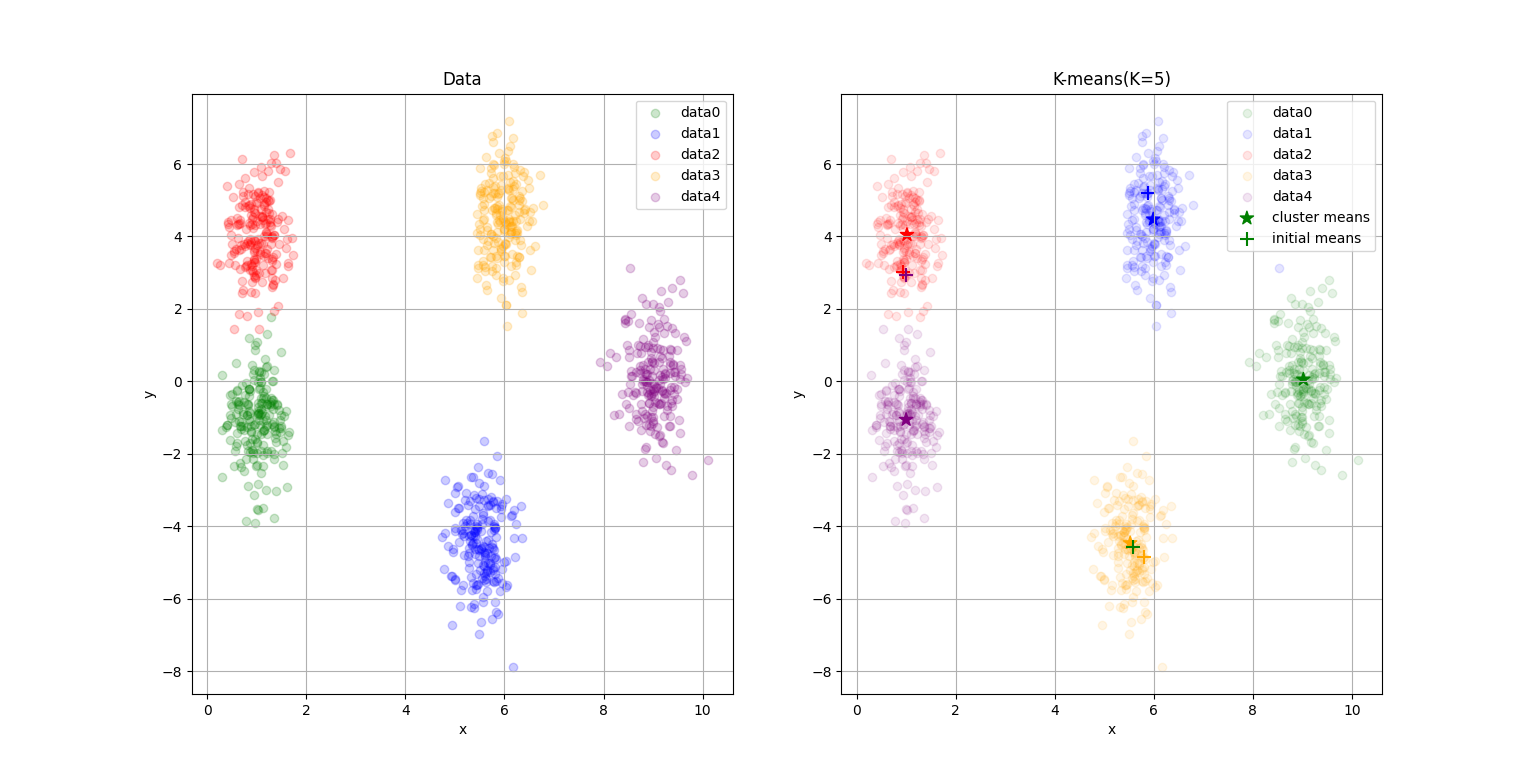 Data
data0
data1
data2
data3
data4
y
6
4
2
0
−2
−4
−6
−8
0 2 4 6 8 10
x
K-means(K=5)
data0
data1
data2
data3
data4
cluster means
initial means
y
6
4
2
0
−2
−4
−6
−8
0 2 4 6 8 10
x